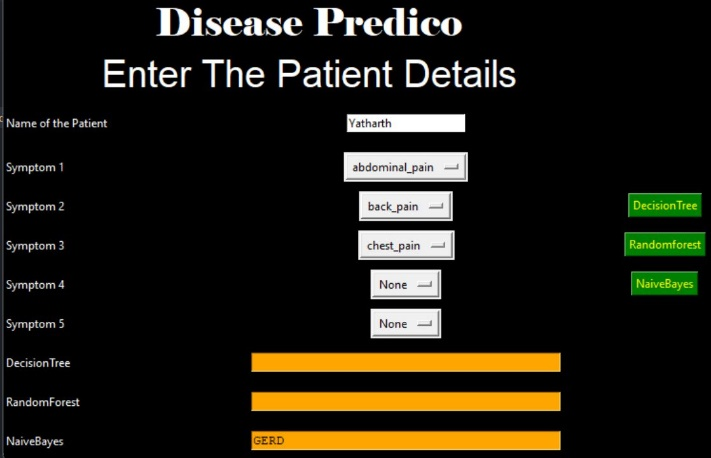 Disease Predico
Enter The Patient Details
Name of the Patient Yatharth
Symptom 1 abdominal_pain
Symptom 2 back_pain DecisionTree
Symptom 3 chest_pain Randomforest
Symptom 4 None NaiveBayes
Symptom 5 None
DecisionTree
RandomForest
NaiveBayes GERD